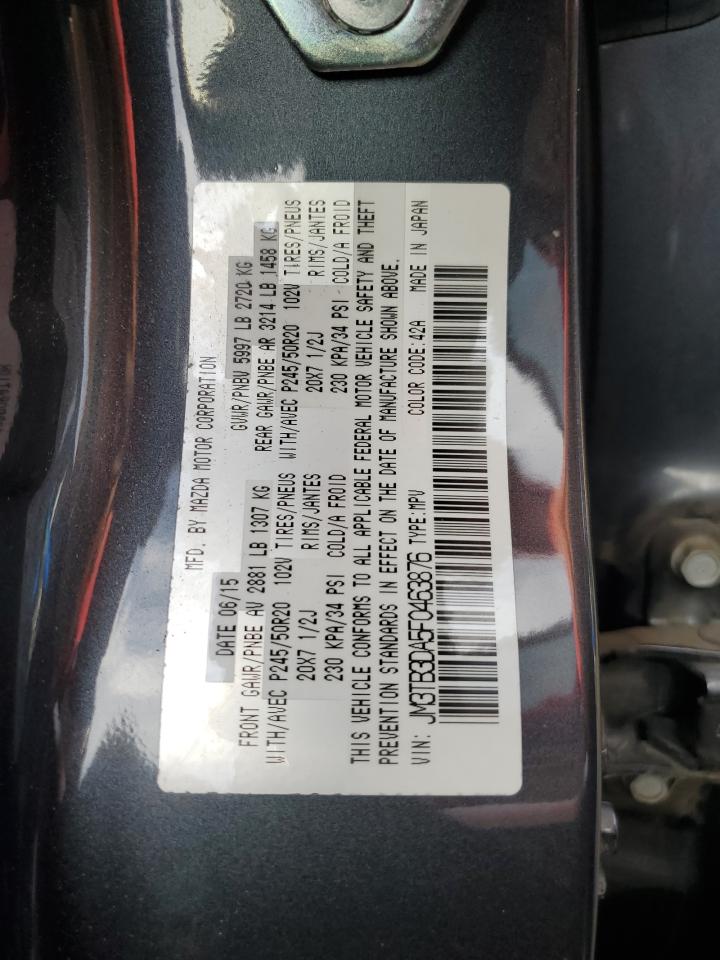 MFD. BY MAZDA MOTOR CORPORATION
DATE 06/15 GVWR/PNBV 5997 LB 2720 KG
FRONT GAWR/PNBE AV 2881 LB 1307 KG REAR GAWR/PNBE AR 3214 LB 1458 KG
WITH/AVEC P245/50R20 102V TIRES/PNEUS WITH/AVEC P245/50R20 102V TIRES/PNEUS
20X7 1/2J RIMS/JANTES 20X7 1/2J RIMS/JANTES
230 KPA/34 PSI COLD/A FROID 230 KPA/34 PSI COLD/A FROID
THIS VEHICLE CONFORMS TO ALL APPLICABLE FEDERAL MOTOR VEHICLE SAFETY AND THEFT
PREVENTION STANDARDS IN EFFECT ON THE DATE OF MANUFACTURE SHOWN ABOVE.
VIN: JM3TB3DA5F0463876 TYPE:MPV COLOR CODE:42A MADE IN JAPAN